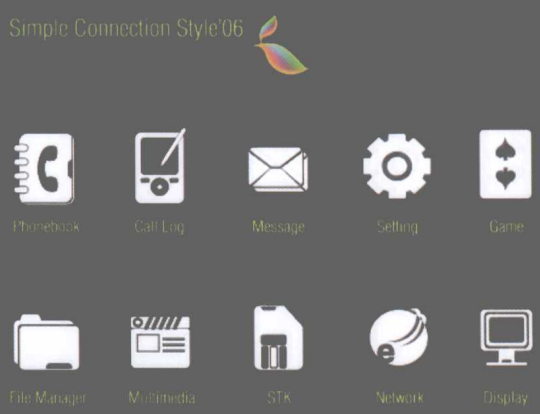 Simple Connection Style'06
Phonebook Call Log Message Setting Game
File Manager Multimedia STK Network Display